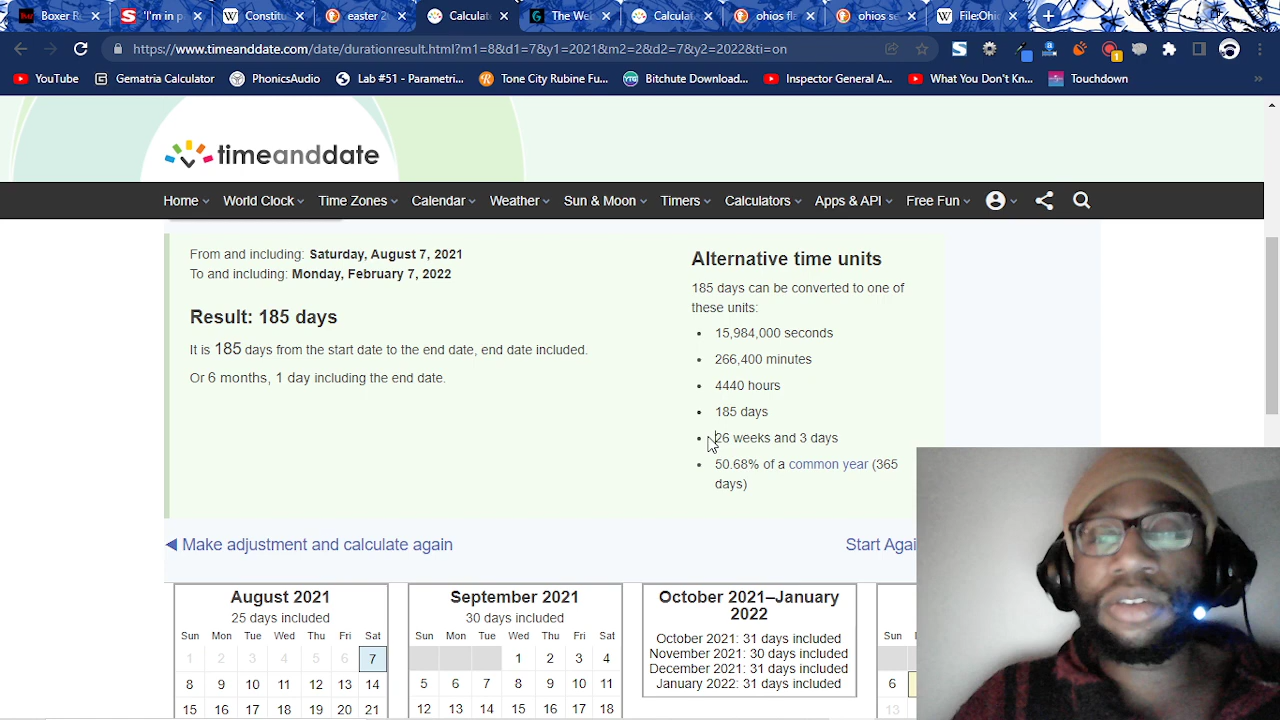 Boxer Re
'I'm in p
Constitu
easter 2
Calculat
The Web
Calculat
ohios fl
ohios se
File:Ohio
https://www.timeanddate.com/date/durationresult.html?m1=8&d1=7&y1=2021&m2=2&d2=7&y2=2022&ti=on
YouTube
Gematria Calculator
PhonicsAudio
Lab #51 - Parametri...
Tone City Rubine Fu...
Bitchute Download...
Inspector General A...
What You Don't Kn...
Touchdown
timeanddate
Home
World Clock
Time Zones
Calendar
Weather
Sun & Moon
Timers
Calculators
Apps & API
Free Fun
From and including: Saturday, August 7, 2021
To and including: Monday, February 7, 2022
Result: 185 days
It is 185 days from the start date to the end date, end date included.
Or 6 months, 1 day including the end date.
Alternative time units
185 days can be converted to one of
these units:
15,984,000 seconds
266,400 minutes
4440 hours
185 days
26 weeks and 3 days
50.68% of a common year (365
days)
Make adjustment and calculate again
Start Agai
August 2021
25 days included
Sun Mon Tue Wed Thu Fri Sat
1 2 3 4 5 6 7
8 9 10 11 12 13 14
15 16 17 18 19 20 21
September 2021
30 days included
Sun Mon Tue Wed Thu Fri Sat
1 2 3 4
5 6 7 8 9 10 11
12 13 14 15 16 17 18
October 2021–January
2022
October 2021: 31 days included
November 2021: 30 days included
December 2021: 31 days included
January 2022: 31 days included
Sun
6
13